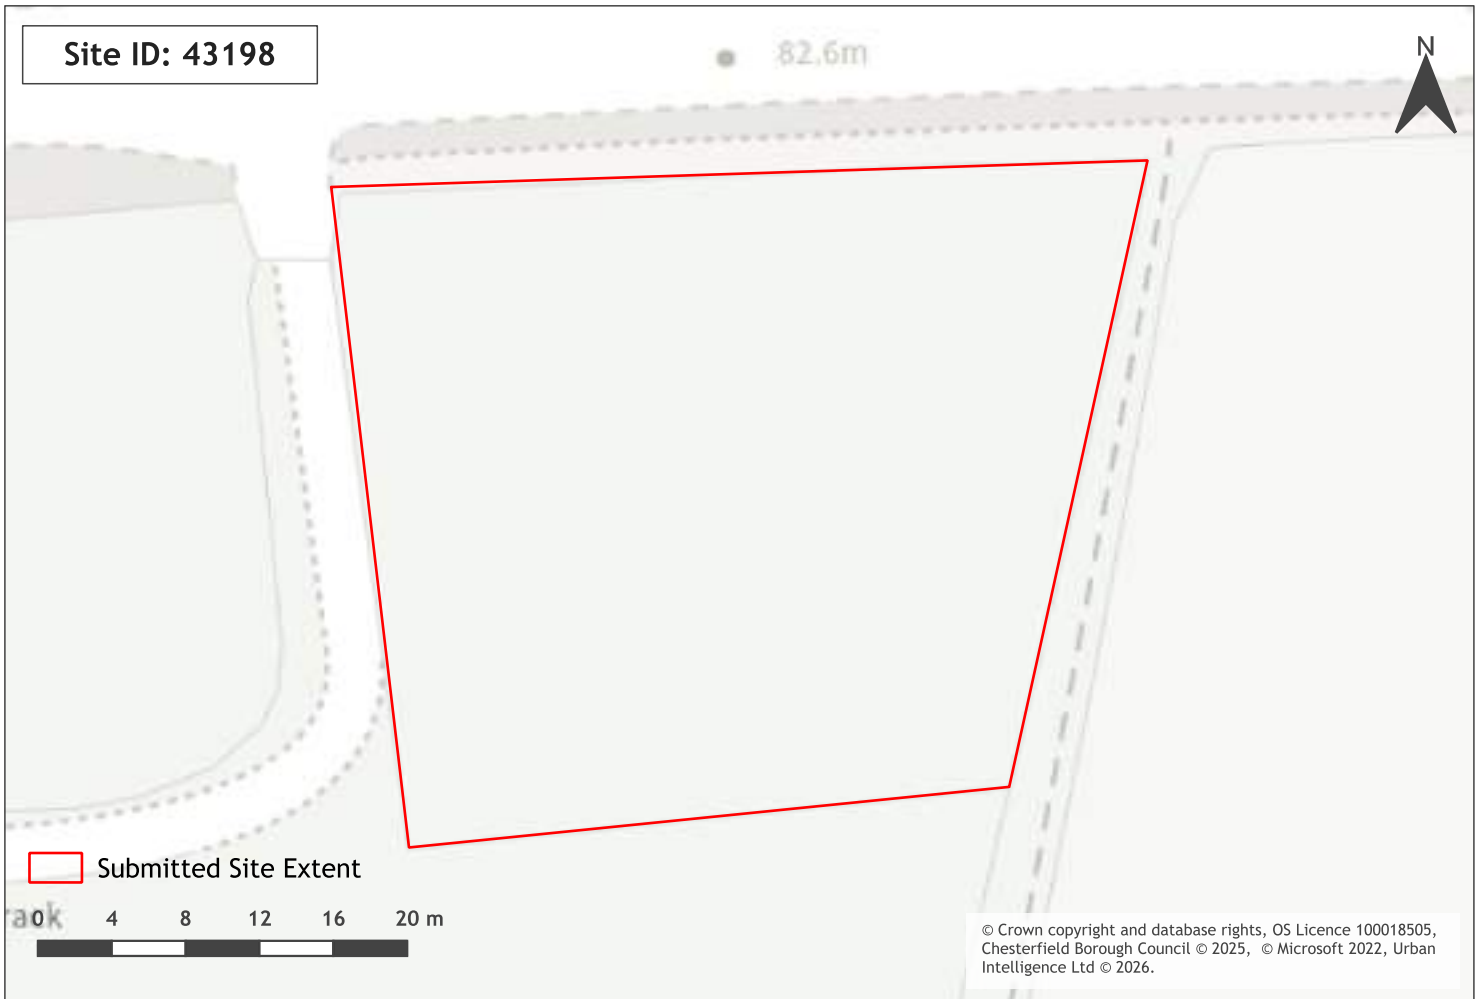 Site ID: 43198
82.6m
N
Submitted Site Extent
0 4 8 12 16 20 m
© Crown copyright and database rights, OS Licence 100018505,
Chesterfield Borough Council © 2025, © Microsoft 2022, Urban
Intelligence Ltd © 2026.